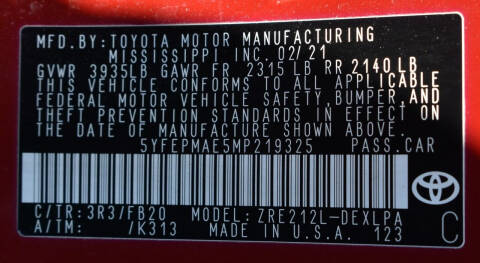 MFD. BY: TOYOTA MOTOR MANUFACTURING
MISSISSIPPI INC. 02/21
GVWR 3935LB GAWR FR 2315 LB RR 2140 LB
THIS VEHICLE CONFORMS TO ALL APPLICABLE
FEDERAL MOTOR VEHICLE SAFETY, BUMPER, AND
THEFT PREVENTION STANDARDS IN EFFECT ON
THE DATE OF MANUFACTURE SHOWN ABOVE.
5YFEPMAE5MP219325 PASS. CAR
C/TR: 3R3/FB20 MODEL: ZRE212L-DEXLPA
A/TM: /K313 MADE IN U.S.A. 123 C